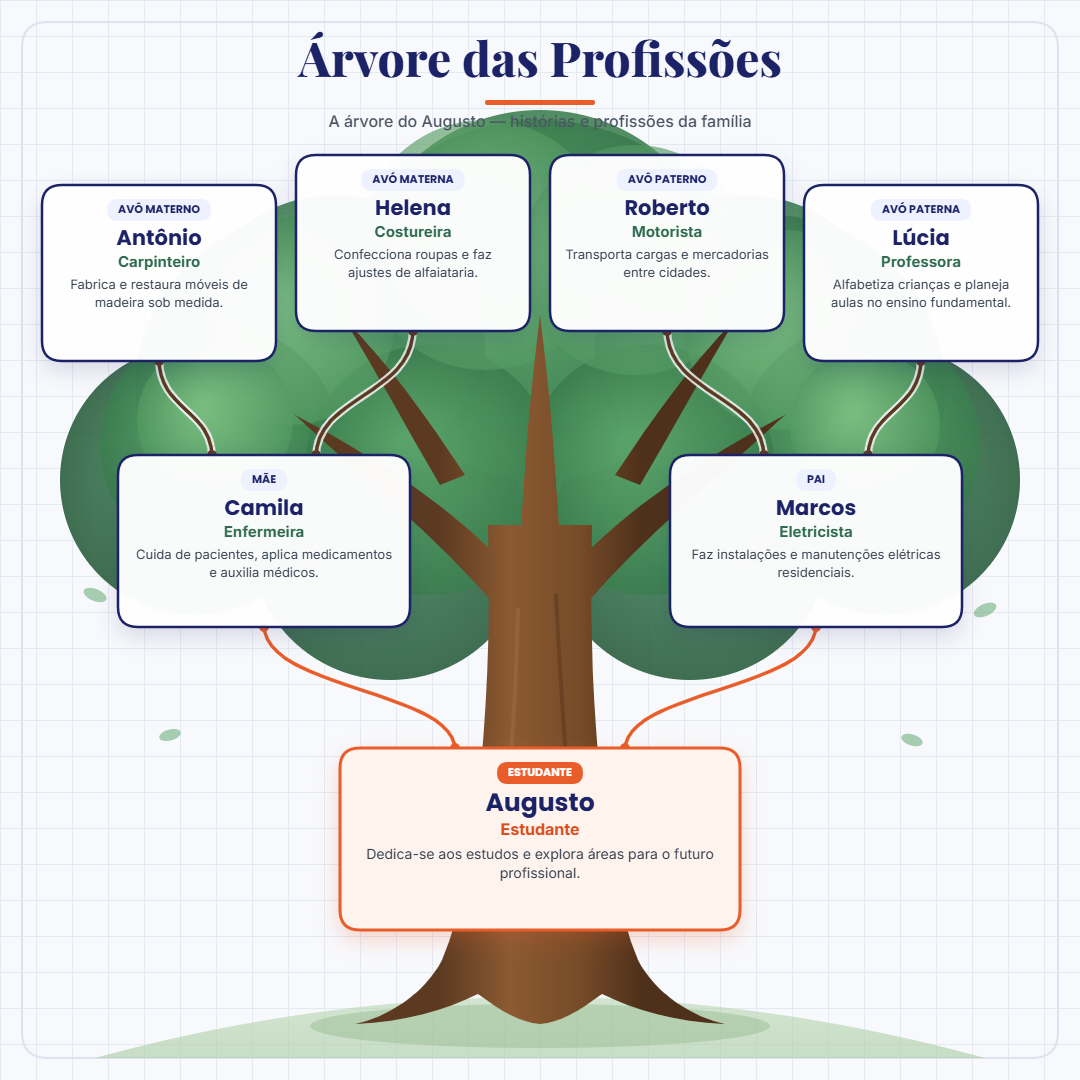 Árvore das Profissões
A árvore do Augusto — histórias e profissões da família
AVÔ MATERNO
Antônio
Carpinteiro
Fabrica e restaura móveis de
madeira sob medida.
AVÓ MATERNA
Helena
Costureira
Confecciona roupas e faz
ajustes de alfaiataria.
AVÔ PATERNO
Roberto
Motorista
Transporta cargas e mercadorias
entre cidades.
AVÓ PATERNA
Lúcia
Professora
Alfabetiza crianças e planeja
aulas no ensino fundamental.
MÃE
Camila
Enfermeira
Cuida de pacientes, aplica medicamentos
e auxilia médicos.
PAI
Marcos
Eletricista
Faz instalações e manutenções elétricas
residenciais.
ESTUDANTE
Augusto
Estudante
Dedica-se aos estudos e explora áreas para o futuro
profissional.